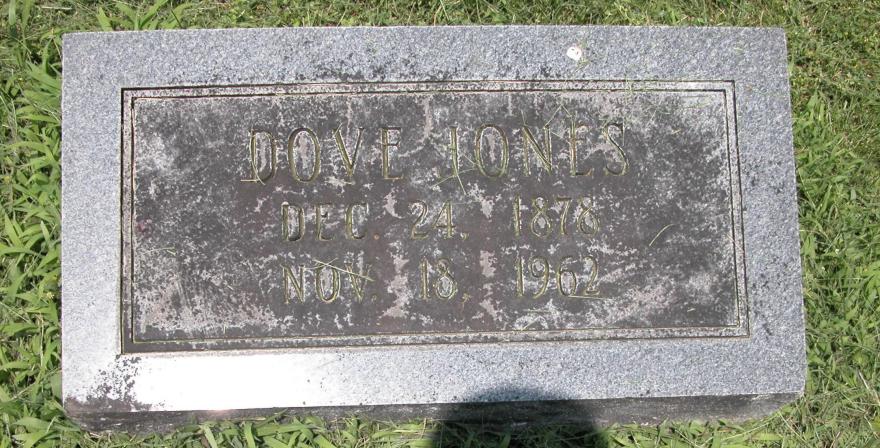 DOVE JONES
DEC. 24, 1878
NOV. 18, 1962